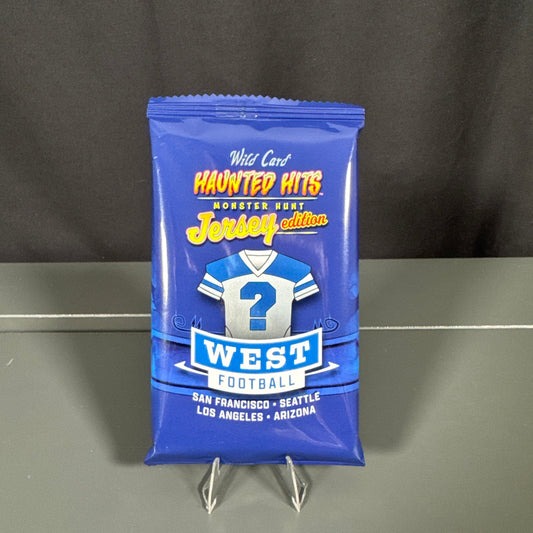 Wild Card
HAUNTED HITS
MONSTER HUNT
Jersey edition
?
WEST
FOOTBALL
SAN FRANCISCO • SEATTLE
LOS ANGELES • ARIZONA